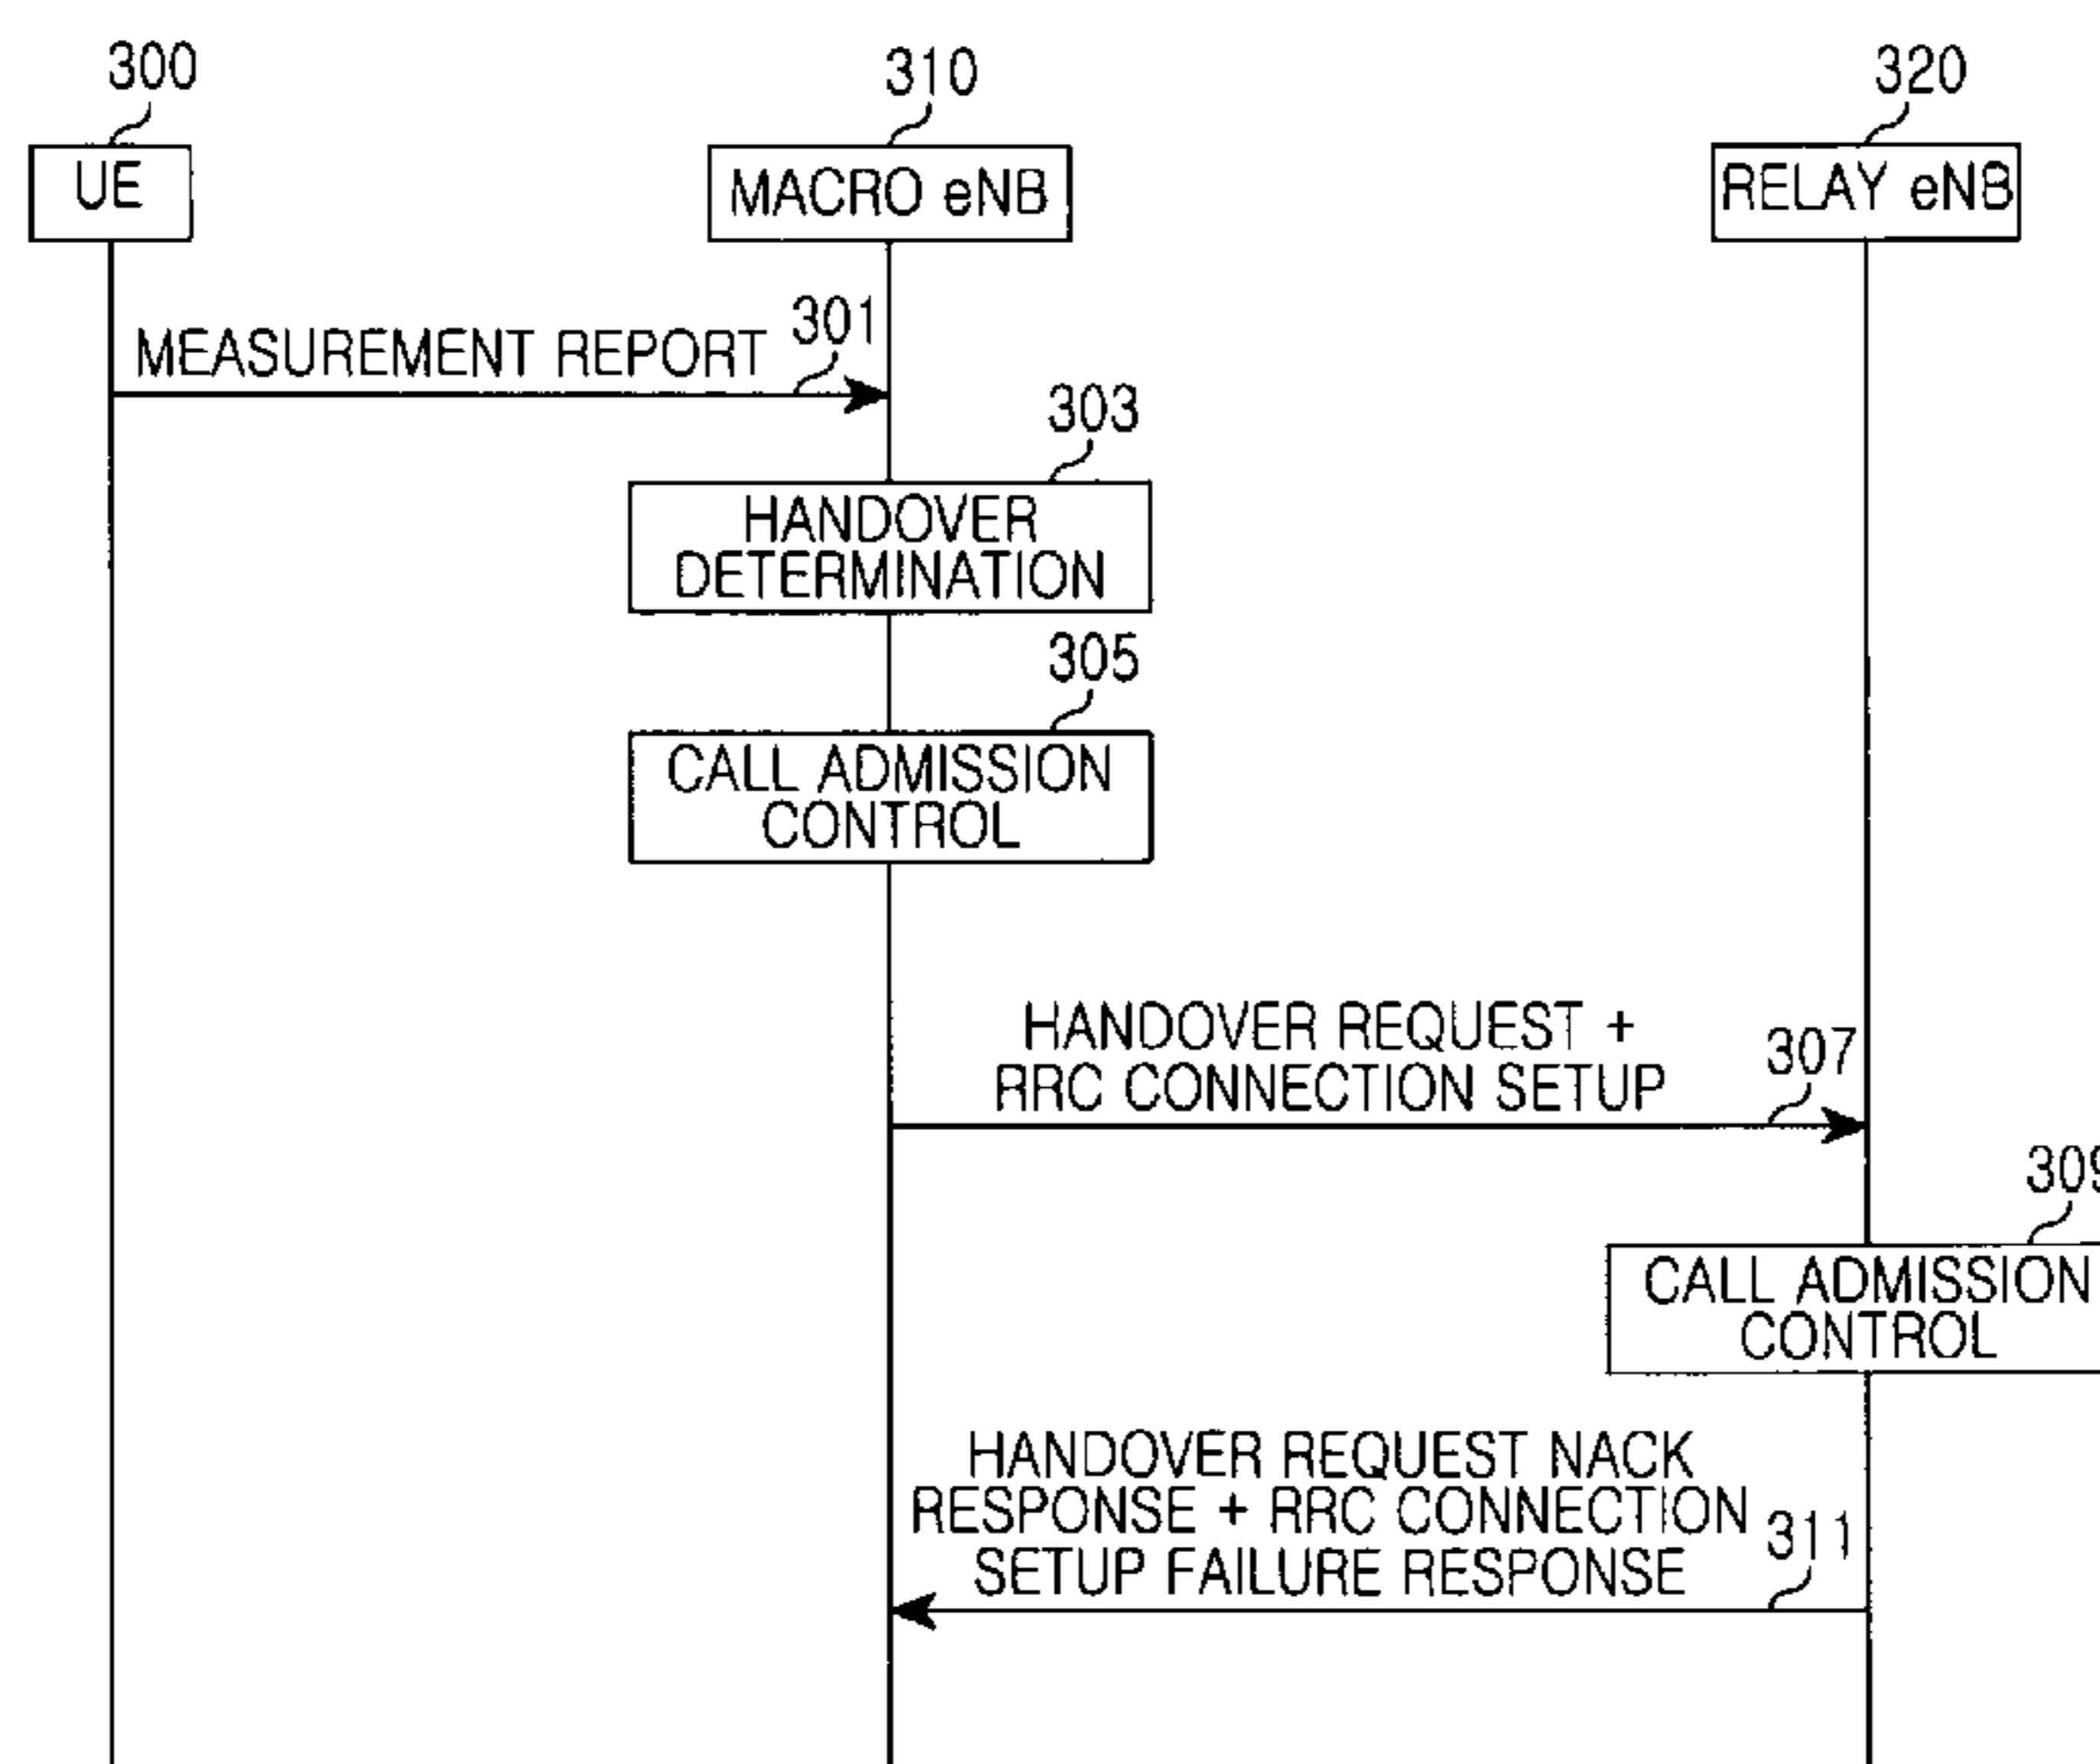 300
310
320
UE
MACRO eNB
RELAY eNB
MEASUREMENT REPORT
301
303
HANDOVER
DETERMINATION
305
CALL ADMISSION
CONTROL
HANDOVER REQUEST +
RRC CONNECTION SETUP
307
309
CALL ADMISSION
CONTROL
HANDOVER REQUEST NACK
RESPONSE + RRC CONNECTION
SETUP FAILURE RESPONSE
311